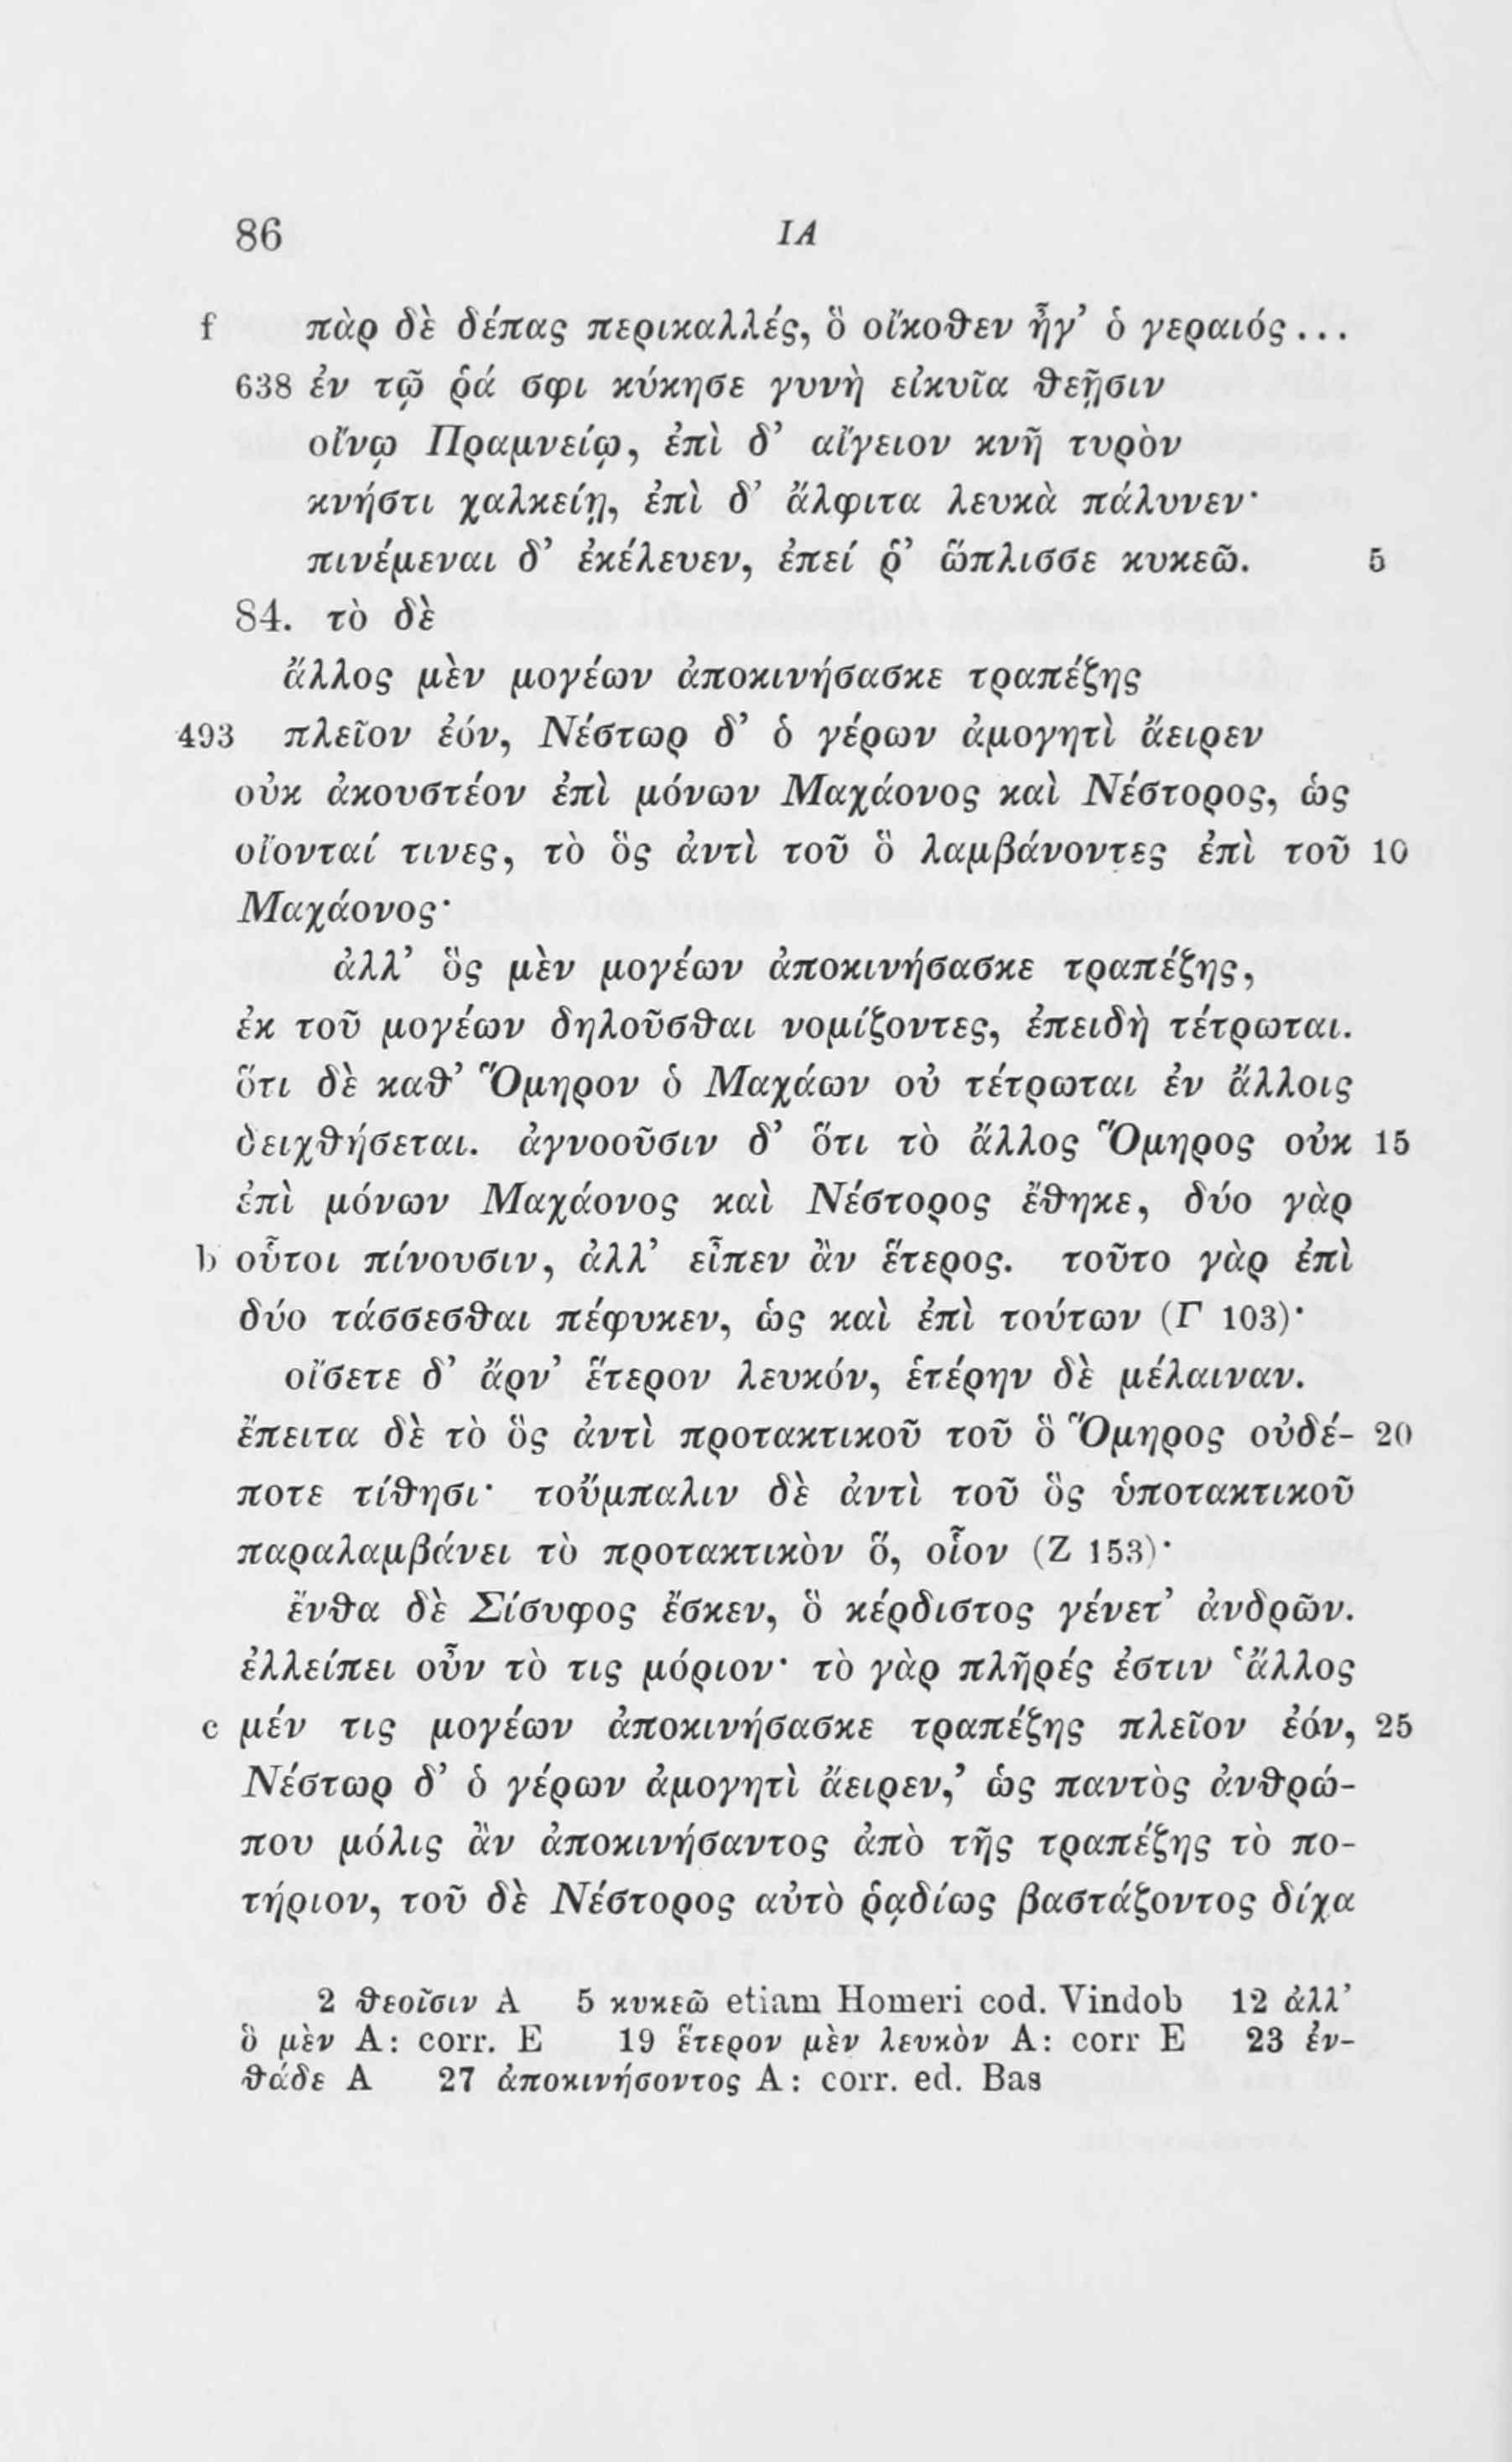 86 ΙΑ
f πὰρ δὲ δέπας περικαλλές, ὃ οἴκοθεν ἦγ’ ὁ γεραιός...
638 ἐν τῷ ῥά σφι κύκησε γυνὴ εἰκυῖα θεῇσιν
οἴνῳ Πραμνείῳ, ἐπὶ δ’ αἴγειον κνῆ τυρὸν
κνήστι χαλκείῃ, ἐπὶ δ’ ἄλφιτα λευκὰ πάλυνεν·
πινέμεναι δ’ ἐκέλευεν, ἐπεί ῥ’ ὥπλισσε κυκεῶ. 5
84. τὸ δὲ
ἄλλος μὲν μογέων ἀποκινήσασκε τραπέζης
493 πλεῖον ἐόν, Νέστωρ δ’ ὁ γέρων ἀμογητὶ ἄειρεν
οὐκ ἀκουστέον ἐπὶ μόνων Μαχάονος καὶ Νέστορος, ὡς
οἴονταί τινες, τὸ ὃς ἀντὶ τοῦ ὃ λαμβάνοντες ἐπὶ τοῦ 10
Μαχάονος·
ἀλλ’ ὃς μὲν μογέων ἀποκινήσασκε τραπέζης,
ἐκ τοῦ μογέων δηλοῦσθαι νομίζοντες, ἐπειδὴ τέτρωται.
ὅτι δὲ καθ’ Ὅμηρον ὁ Μαχάων οὐ τέτρωται ἐν ἄλλοις
δειχθήσεται. ἀγνοοῦσιν δ’ ὅτι τὸ ἄλλος Ὅμηρος οὐκ 15
ἐπὶ μόνων Μαχάονος καὶ Νέστορος ἔθηκε, δύο γὰρ
b οὗτοι πίνουσιν, ἀλλ’ εἶπεν ἂν ἕτερος. τοῦτο γὰρ ἐπὶ
δύο τάσσεσθαι πέφυκεν, ὡς καὶ ἐπὶ τούτων (Γ 103)·
οἴσετε δ’ ἄρν’ ἕτερον λευκόν, ἑτέρην δὲ μέλαιναν.
ἔπειτα δὲ τὸ ὃς ἀντὶ προτακτικοῦ τοῦ ὃ Ὅμηρος οὐδέ- 20
ποτε τίθησι· τοὔμπαλιν δὲ ἀντὶ τοῦ ὃς ὑποτακτικοῦ
παραλαμβάνει τὸ προτακτικὸν ὅ, οἷον (Ζ 153)·
ἔνθα δὲ Σίσυφος ἔσκεν, ὃ κέρδιστος γένετ’ ἀνδρῶν.
ἐλλείπει οὖν τὸ τις μόριον· τὸ γὰρ πλῆρές ἐστιν ‘ἄλλος
c μέν τις μογέων ἀποκινήσασκε τραπέζης πλεῖον ἐόν, 25
Νέστωρ δ’ ὁ γέρων ἀμογητὶ ἄειρεν,’ ὡς παντὸς ἀνθρώ-
που μόλις ἂν ἀποκινήσαντος ἀπὸ τῆς τραπέζης τὸ πο-
τήριον, τοῦ δὲ Νέστορος αὐτὸ ῥᾳδίως βαστάζοντος δίχα
2 θεοῖσιν A 5 κυκεῶ etiam Homeri cod. Vindob 12 ἀλλ’
ὃ μὲν A: corr. E 19 ἕτερον μὲν λευκὸν A: corr E 23 ἐν-
θάδε A 27 ἀποκινήσοντος A: corr. ed. Bas